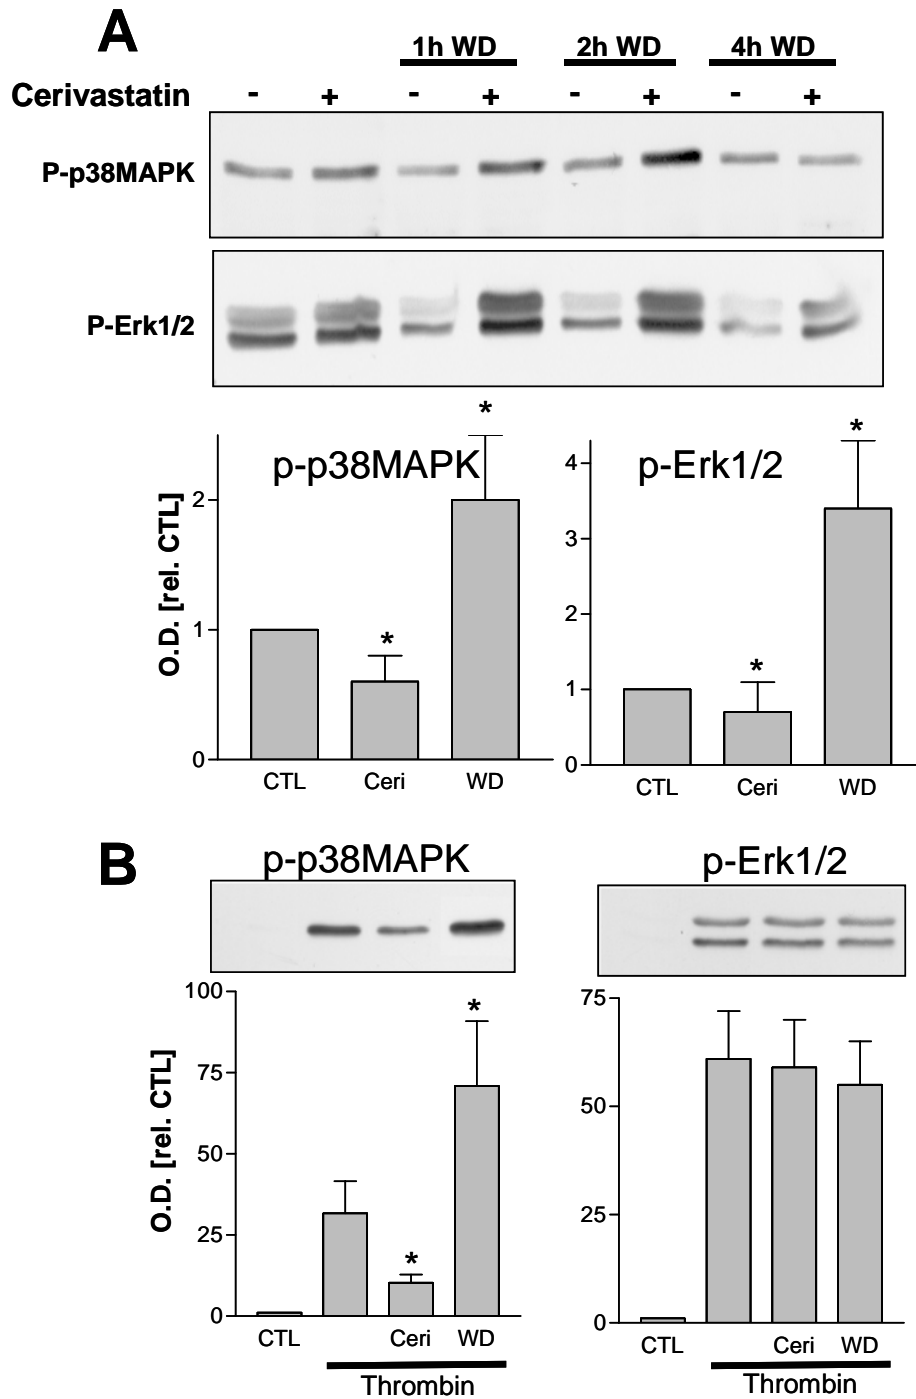 A
1h WD 2h WD 4h WD
Cerivastatin - + - + - + - +
P-p38MAPK
P-Erk1/2
*
*
p-p38MAPK p-Erk1/2
4
2
3
O.D. [rel. CTL]
2
1
*
*
1
0
0
CTL Ceri WD
CTL Ceri WD
B
p-p38MAPK p-Erk1/2
100
75
*
75
50
50
O.D. [rel. CTL]
25
25
*
0
0
CTL Ceri WD
CTL Ceri WD
Thrombin
Thrombin